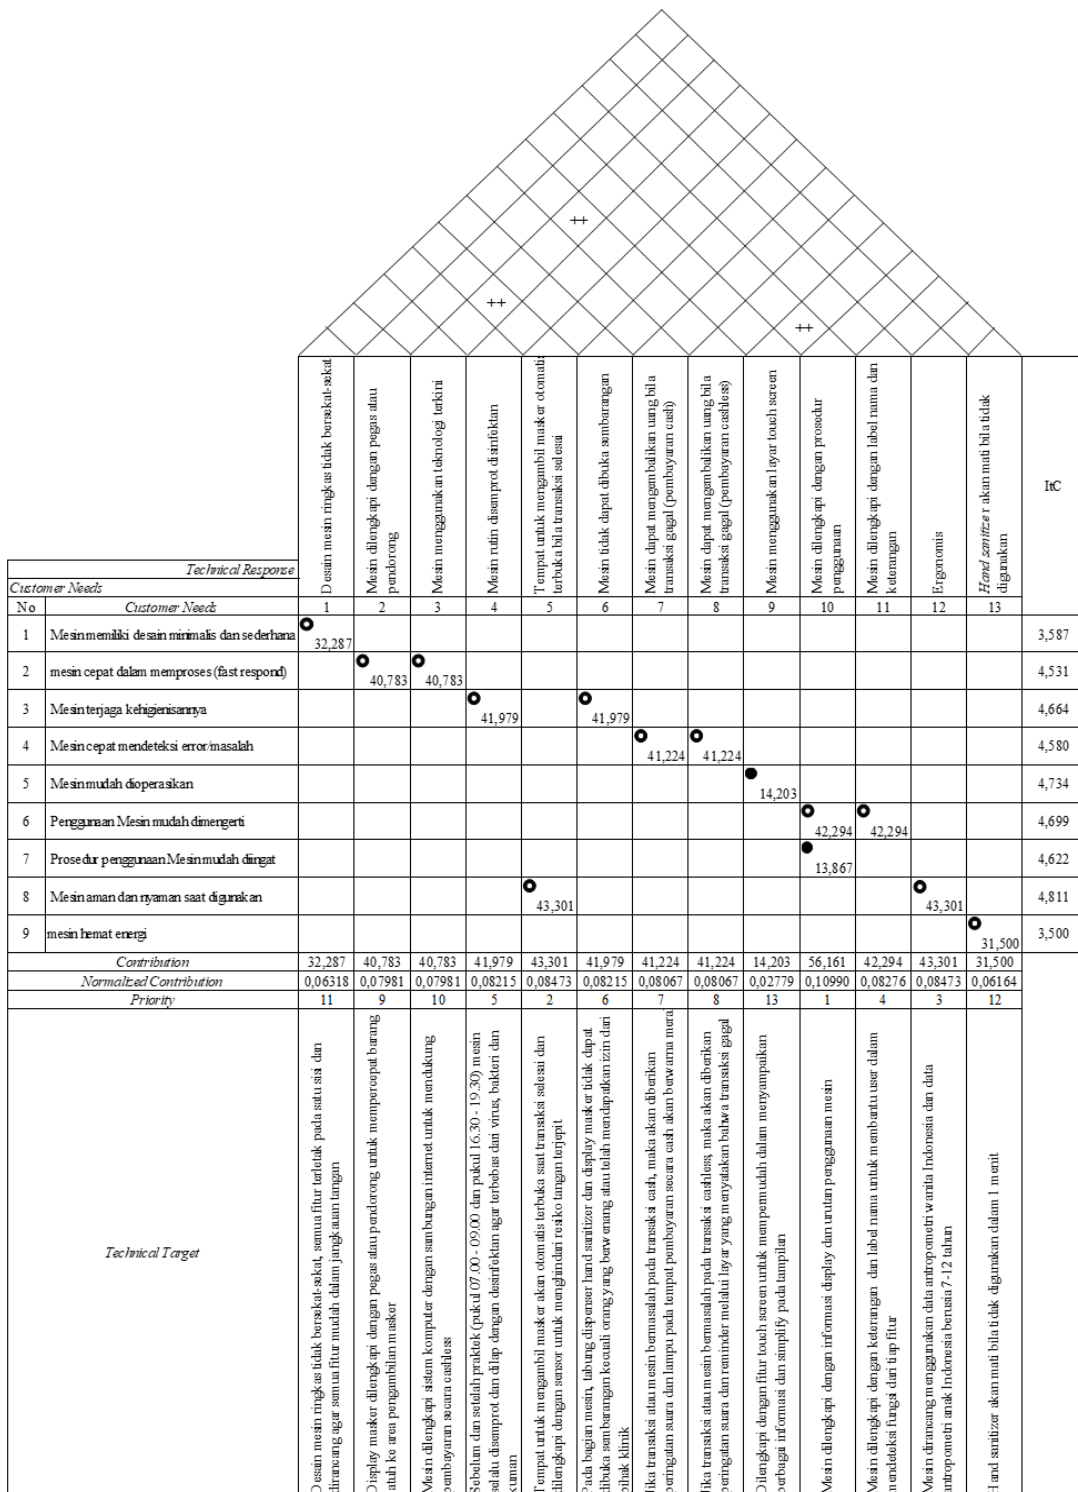 ++
++
++
Desain mesin ringkas tidak bersekat-sekat
Mesin dilengkapi dengan pegas atau
pendorong
Mesin menggunakan teknologi terkini
Mesin rutin disemprot disinfektan
Tempat untuk mengambil masker otomatis
terbuka bila transaksi selesai
Mesin tidak dapat dibuka sembarangan
Mesin dapat mengembalikan uang bila
transaksi gagal (pembayaran cash)
Mesin dapat mengembalikan uang bila
transaksi gagal (pembayaran cashless)
Mesin menggunakan layar touch screen
Mesin dilengkapi dengan prosedur
penggunaan
Mesin dilengkapi dengan label nama dan
keterangan
Ergonomis
Hand sanitizer akan mati bila tidak
digunakan
ItC
Technical Response
Customer Needs
No Customer Needs 1 2 3 4 5 6 7 8 9 10 11 12 13
1 Mesin memiliki desain minimalis dan sederhana 32,287 3,587
2 mesin cepat dalam memproses (fast respond) 40,783 40,783 4,531
3 Mesin terjaga kehigienisannya 41,979 41,979 4,664
4 Mesin cepat mendeteksi error/masalah 41,224 41,224 4,580
5 Mesin mudah dioperasikan 14,203 4,734
6 Penggunaan Mesin mudah dimengerti 42,294 42,294 4,699
7 Prosedur penggunaan Mesin mudah diingat 13,867 4,622
8 Mesin aman dan nyaman saat digunakan 43,301 43,301 4,811
9 mesin hemat energi 31,500 3,500
Contribution 32,287 40,783 40,783 41,979 43,301 41,979 41,224 41,224 14,203 56,161 42,294 43,301 31,500
Normalized Contribution 0,06318 0,07981 0,07981 0,08215 0,08473 0,08215 0,08067 0,08067 0,02779 0,10990 0,08276 0,08473 0,06164
Priority 11 9 10 5 2 6 7 8 13 1 4 3 12
Technical Target
Desain mesin ringkas tidak bersekat-sekat, semua fitur terletak pada satu sisi dan
dirancang agar semua fitur mudah dalam jangkauan tangan
Display masker dilengkapi dengan pegas atau pendorong untuk mempercepat barang
jatuh ke area pengambilan masker
Mesin dilengkapi sistem komputer dengan sambungan internet untuk mendukung
pembayaran secara cashless
Sebelum dan setelah praktek (pukul 07.00 - 09.00 dan pukul 16.30 - 19.30) mesin
selalu disemprot dan dilap dengan desinfektan agar terbebas dari virus, bakteri dan
kuman
Tempat untuk mengambil masker akan otomatis terbuka saat transaksi selesai dan
dilengkapi dengan sensor untuk menghindari resiko tangan terjepit
Pada bagian mesin, tabung dispenser hand sanitizer dan display masker tidak dapat
dibuka sembarangan kecuali orang yang berwenang atau telah mendapatkan izin dari
pihak klinik
Jika transaksi atau mesin bermasalah pada transaksi cash, maka akan diberikan
peringatan suara dan lampu pada tempat pembayaran secara cash akan berwarna mera
Jika transaksi atau mesin bermasalah pada transaksi cashless, maka akan diberikan
peringatan suara dan reminder melalui layar yang menyatakan bahwa transaksi gagal
Dilengkapi dengan fitur touch screen untuk mempermudah dalam menyampaikan
berbagai informasi dan simplify pada tampilan
Mesin dilengkapi dengan informasi display dan urutan penggunaan mesin
Mesin dilengkapi dengan keterangan dan label nama untuk membantu user dalam
mendeteksi fungsi dari tiap fitur
Mesin dirancang menggunakan data antropometri wanita Indonesia dan data
antropometri anak Indonesia berusia 7-12 tahun
Hand sanitizer akan mati bila tidak digunakan dalam 1 menit